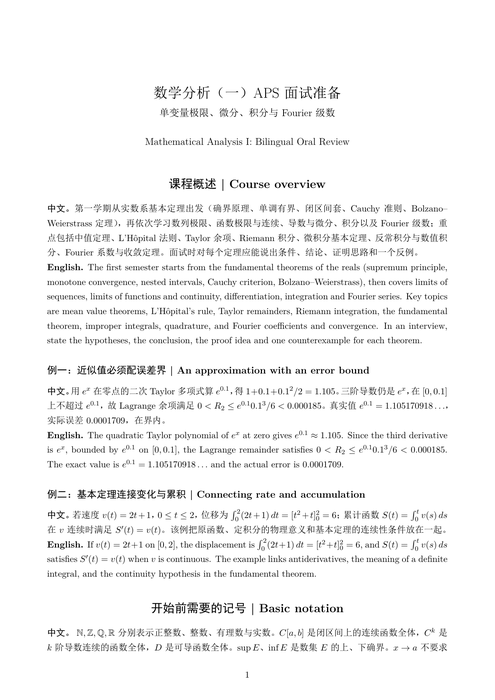 数学分析（一）APS 面试准备
单变量极限、微分、积分与 Fourier 级数
Mathematical Analysis I: Bilingual Oral Review
课程概述 | Course overview
中文。第一学期从实数系基本定理出发（确界原理、单调有界、闭区间套、Cauchy 准则、Bolzano–
Weierstrass 定理），再依次学习数列极限、函数极限与连续、导数与微分、积分以及 Fourier 级数；重
点包括中值定理、L'Hôpital 法则、Taylor 余项、Riemann 积分、微积分基本定理、反常积分与数值积
分、Fourier 系数与收敛定理。面试时对每个定理应能说出条件、结论、证明思路和一个反例。
English. The first semester starts from the fundamental theorems of the reals (supremum principle,
monotone convergence, nested intervals, Cauchy criterion, Bolzano–Weierstrass), then covers limits of
sequences, limits of functions and continuity, differentiation, integration and Fourier series. Key topics
are mean value theorems, L'Hôpital's rule, Taylor remainders, Riemann integration, the fundamental
theorem, improper integrals, quadrature, and Fourier coefficients and convergence. In an interview,
state the hypotheses, the conclusion, the proof idea and one counterexample for each theorem.
例一：近似值必须配误差界 | An approximation with an error bound
中文。用 e^x 在零点的二次 Taylor 多项式算 e^{0.1}，得 1+0.1+0.1^2/2 = 1.105。三阶导数仍是 e^x，在 [0,0.1]
上不超过 e^{0.1}，故 Lagrange 余项满足 0 < R_2 ≤ e^{0.1}0.1^3/6 < 0.000185。真实值 e^{0.1} = 1.105170918...，
实际误差 0.0001709，在界内。
English. The quadratic Taylor polynomial of e^x at zero gives e^{0.1} ≈ 1.105. Since the third derivative
is e^x, bounded by e^{0.1} on [0,0.1], the Lagrange remainder satisfies 0 < R_2 ≤ e^{0.1}0.1^3/6 < 0.000185.
The exact value is e^{0.1} = 1.105170918... and the actual error is 0.0001709.
例二：基本定理连接变化与累积 | Connecting rate and accumulation
中文。若速度 v(t) = 2t+1，0 ≤ t ≤ 2，位移为 ∫_0^2(2t+1) dt = [t^2+t]_0^2 = 6；累计函数 S(t) = ∫_0^t v(s) ds
在 v 连续时满足 S′(t) = v(t)。该例把原函数、定积分的物理意义和基本定理的连续性条件放在一起。
English. If v(t) = 2t+1 on [0,2], the displacement is ∫_0^2(2t+1) dt = [t^2+t]_0^2 = 6, and S(t) = ∫_0^t v(s) ds
satisfies S′(t) = v(t) when v is continuous. The example links antiderivatives, the meaning of a definite
integral, and the continuity hypothesis in the fundamental theorem.
开始前需要的记号 | Basic notation
中文。 ℕ, ℤ, ℚ, ℝ 分别表示正整数、整数、有理数与实数。C[a,b] 是闭区间上的连续函数全体，C^k 是
k 阶导数连续的函数全体，D 是可导函数全体。sup E、inf E 是数集 E 的上、下确界。x → a 不要求
1